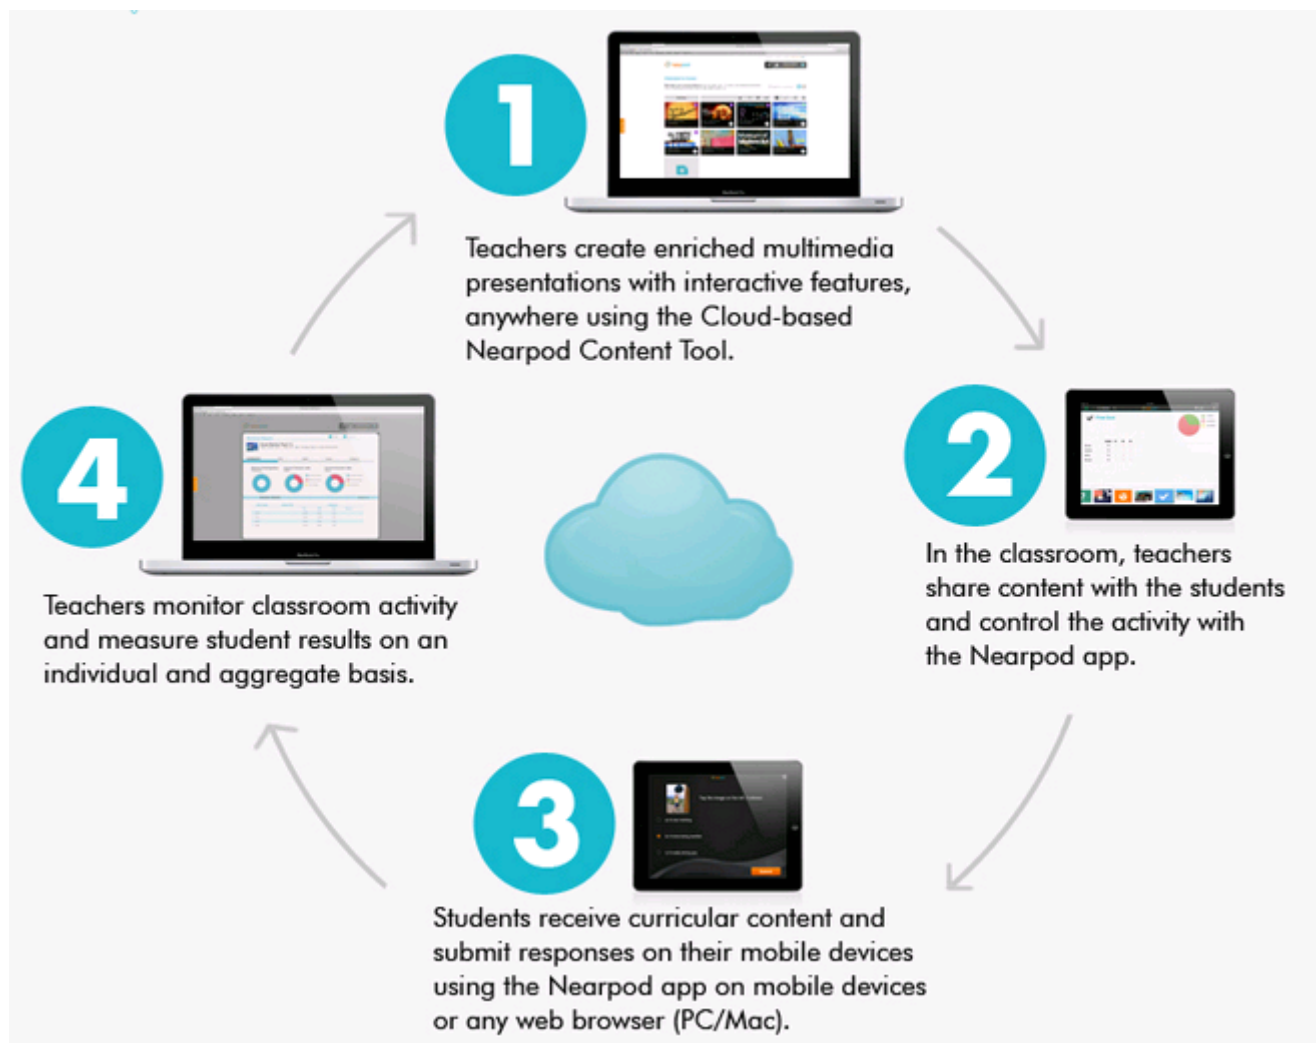 1
Teachers create enriched multimedia
presentations with interactive features,
anywhere using the Cloud-based
Nearpod Content Tool.
2
In the classroom, teachers
share content with the students
and control the activity with
the Nearpod app.
3
Students receive curricular content and
submit responses on their mobile devices
using the Nearpod app on mobile devices
or any web browser (PC/Mac).
4
Teachers monitor classroom activity
and measure student results on an
individual and aggregate basis.